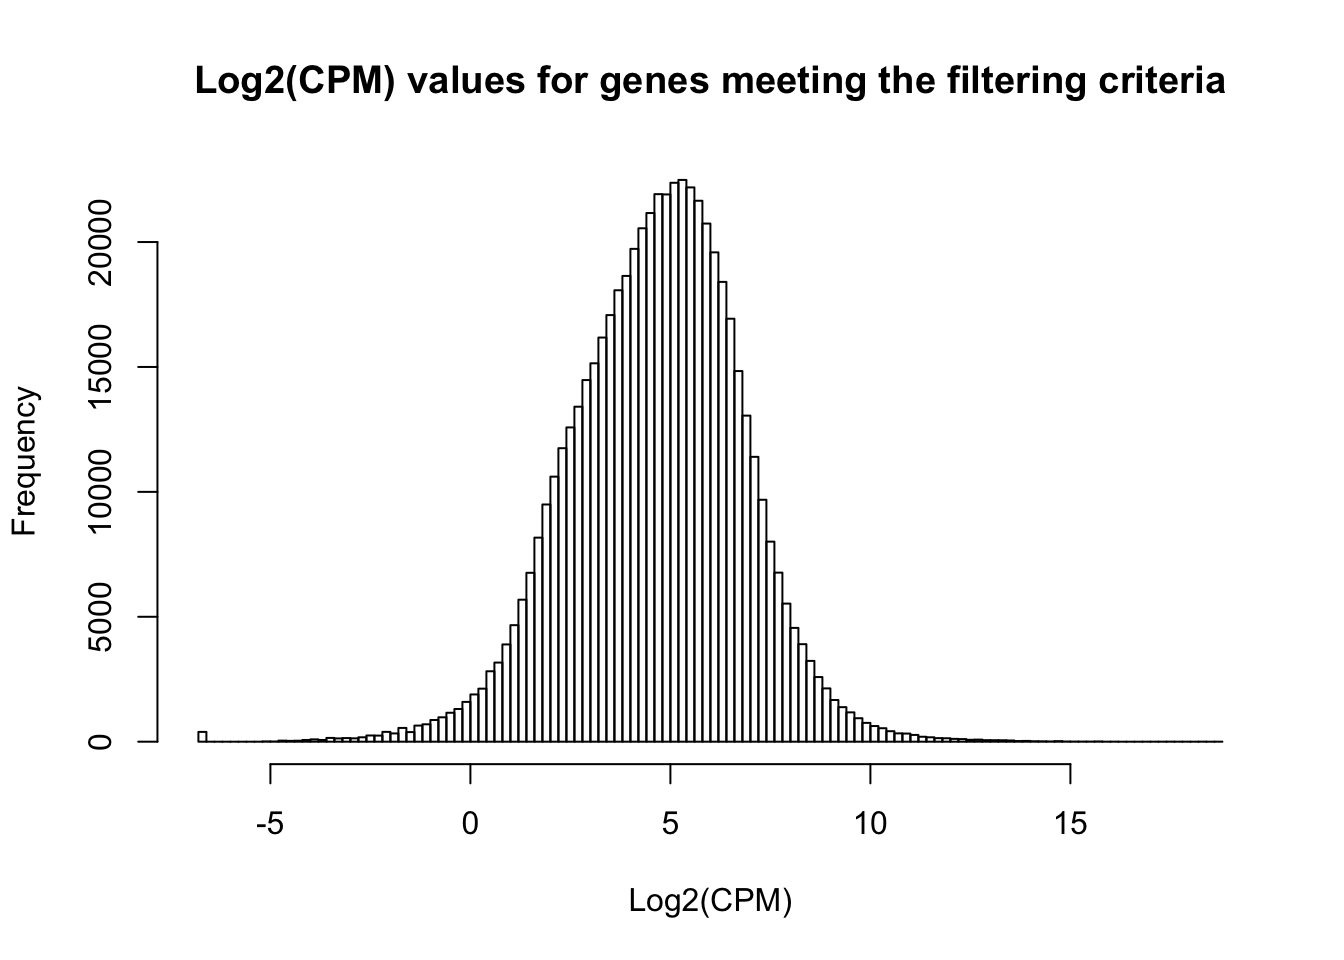 Log2(CPM) values for genes meeting the filtering criteria
Frequency
20000
15000
10000
5000
0
-5 0 5 10 15
Log2(CPM)